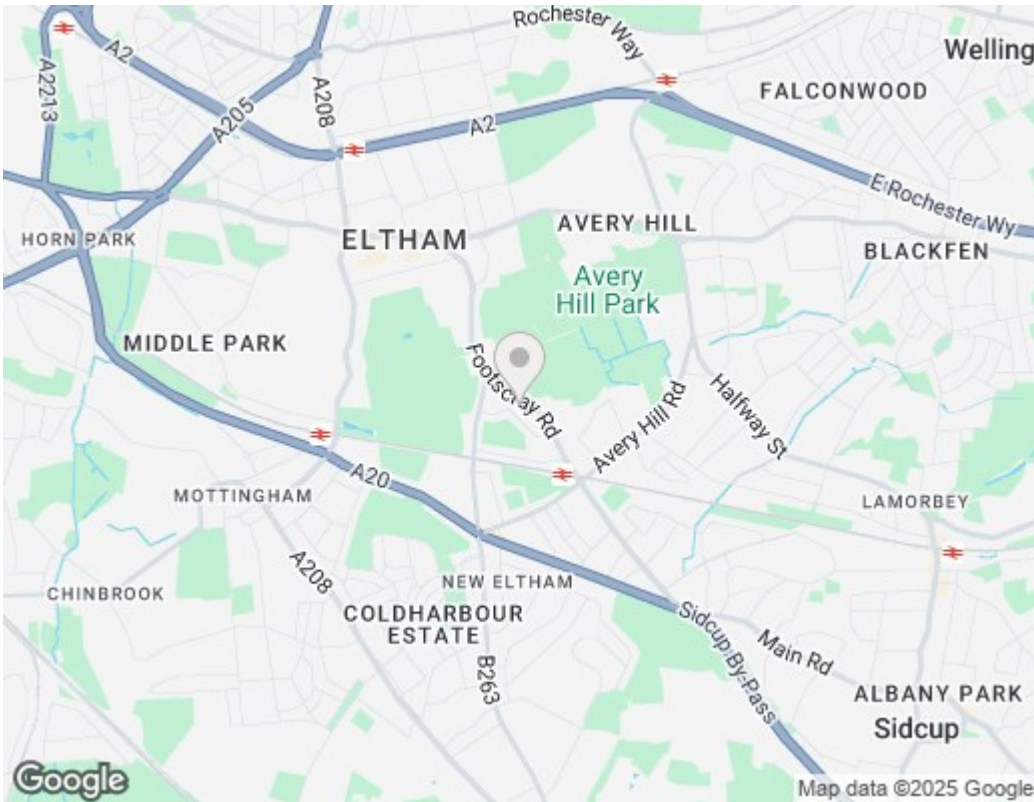 Rochester Way
Welling
A2
A2213
A208
A205
FALCONWOOD
A2
E Rochester Wy
HORN PARK
ELTHAM
AVERY HILL
BLACKFEN
Avery
Hill Park
MIDDLE PARK
Footscray Rd
Halfway St
Avery Hill Rd
A20
MOTTINGHAM
LAMORBEY
A208
CHINBROOK
NEW ELTHAM
COLDHARBOUR
ESTATE
Sidcup By-Pass
Main Rd
B263
ALBANY PARK
Sidcup
Google
Map data ©2025 Google